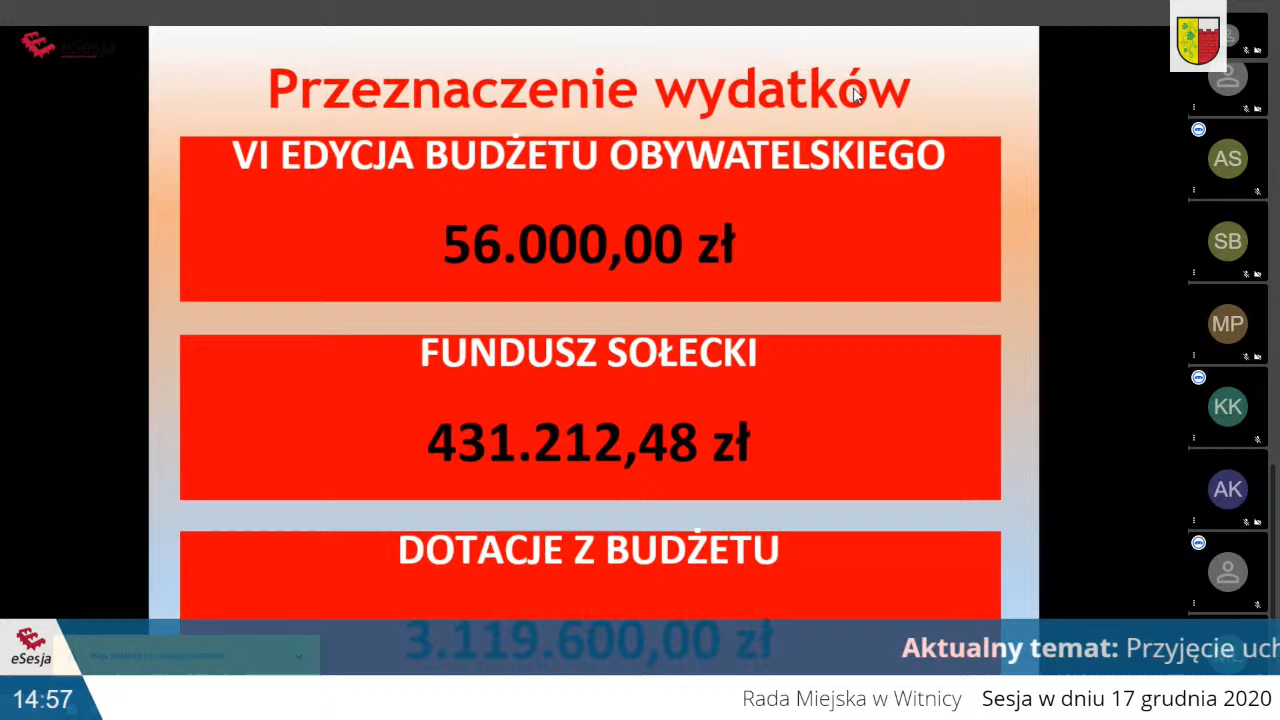 eSesja
Przeznaczenie wydatków
VI EDYCJA BUDŻETU OBYWATELSKIEGO
56.000,00 zł
FUNDUSZ SOŁECKI
431.212,48 zł
DOTACJE Z BUDŻETU
3.119.600,00 zł
AS
SB
MP
KK
AK
eSesja
Aktualny temat: Przyjęcie uch
14:57
Rada Miejska w Witnicy
Sesja w dniu 17 grudnia 2020